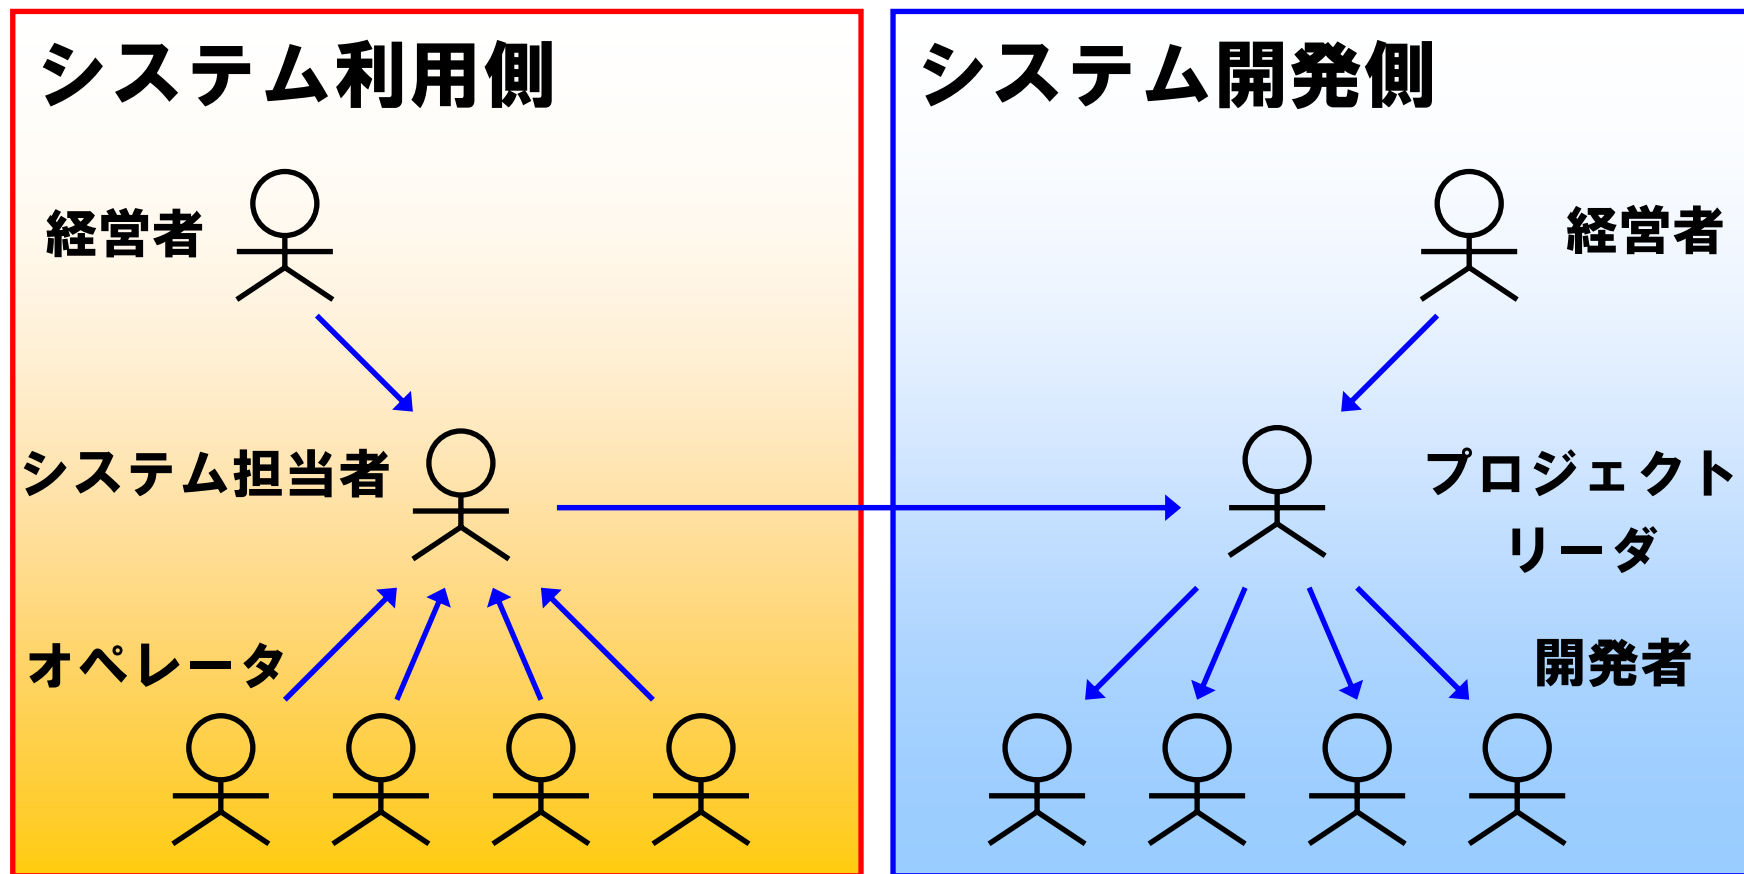 システム利用側
経営者
システム担当者
オペレータ
システム開発側
経営者
プロジェクト
リーダ
開発者